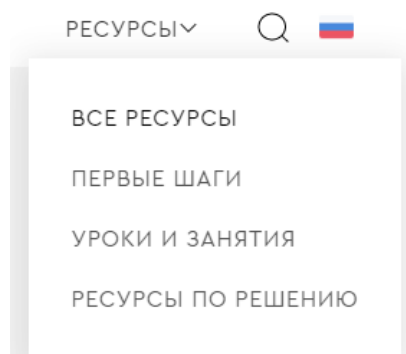 РЕСУРСЫ
ВСЕ РЕСУРСЫ
ПЕРВЫЕ ШАГИ
УРОКИ И ЗАНЯТИЯ
РЕСУРСЫ ПО РЕШЕНИЮ